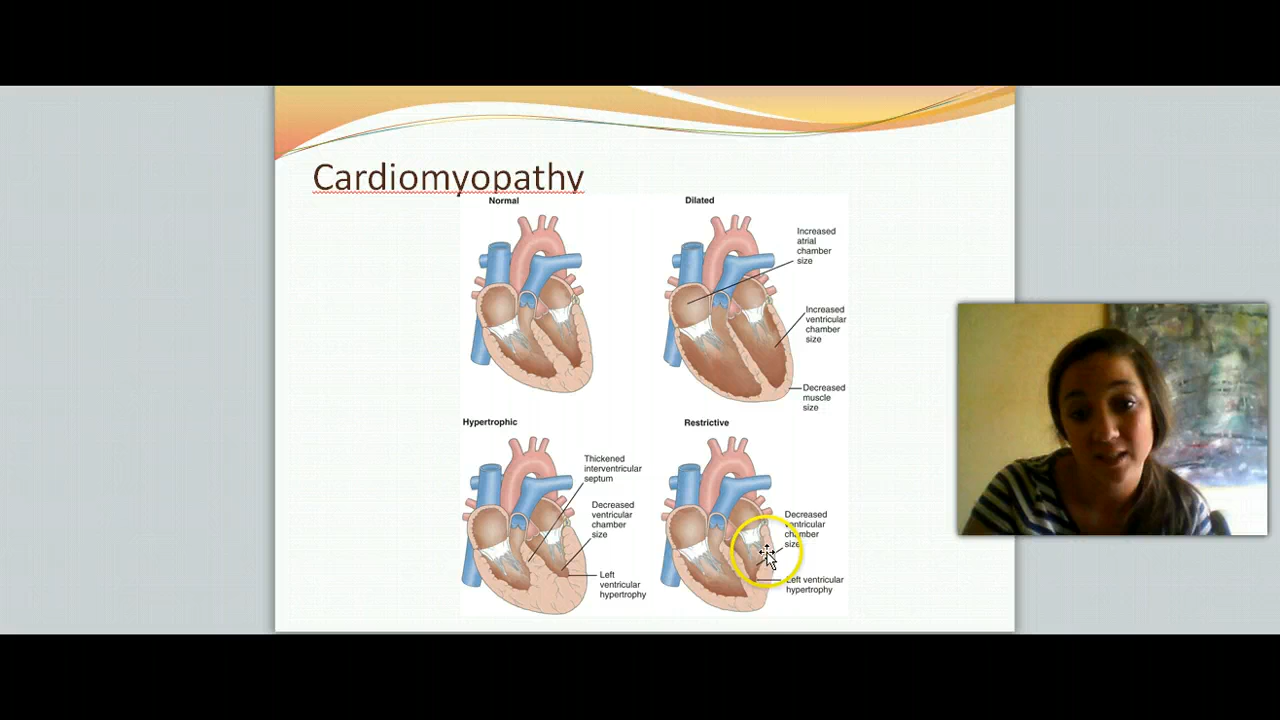 Cardiomyopathy
Normal
Dilated
Increased
atrial
chamber
size
Increased
ventricular
chamber
size
Decreased
muscle
size
Hypertrophic
Thickened
interventricular
septum
Decreased
ventricular
chamber
size
Left
ventricular
hypertrophy
Restrictive
Decreased
ventricular
chamber
size
Left ventricular
hypertrophy